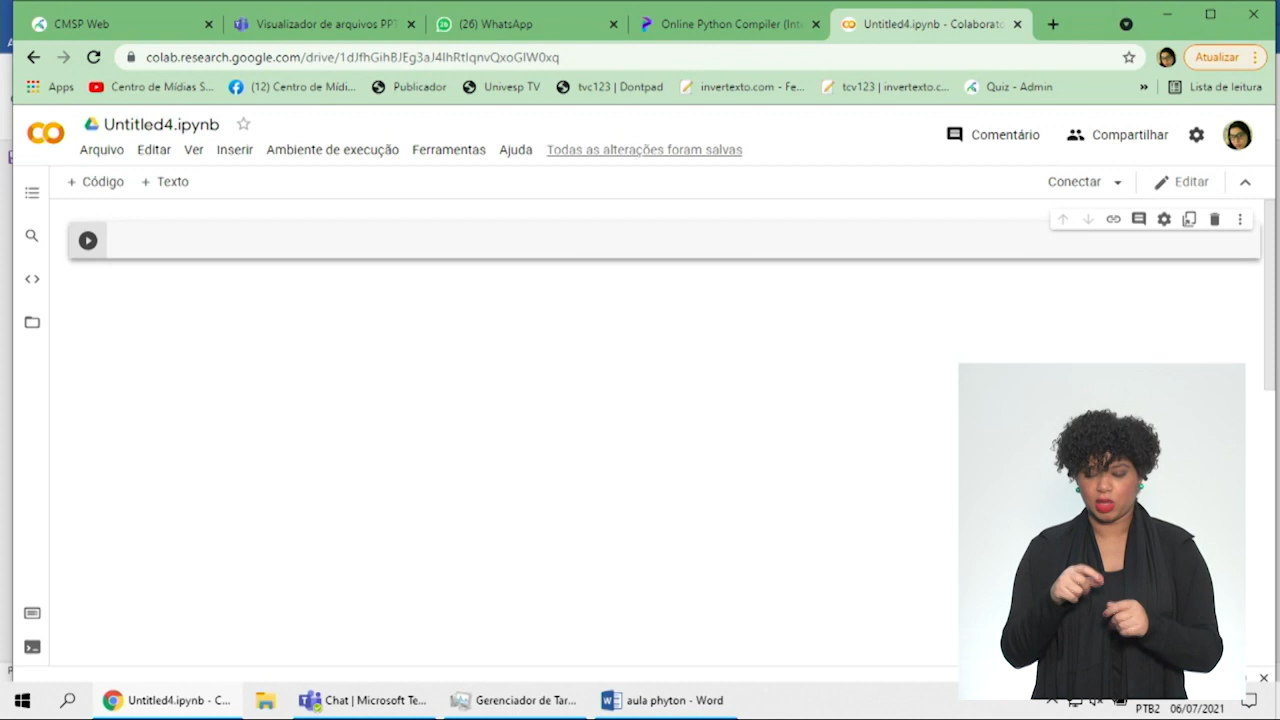 CMSP Web
Visualizador de arquivos PPT
(26) WhatsApp
Online Python Compiler (Inte
Untitled4.ipynb - Colaborato
colab.research.google.com/drive/1dJfhGihBJEg3aJ4IhRtIqnvQxoGIW0xq
Atualizar
Apps
Centro de Mídias S...
(12) Centro de Mídi...
Publicador
Univesp TV
tvc123 | Dontpad
invertexto.com - Fe...
tcv123 | invertexto.c...
Quiz - Admin
Lista de leitura
Untitled4.ipynb
Comentário
Compartilhar
Arquivo Editar Ver Inserir Ambiente de execução Ferramentas Ajuda Todas as alterações foram salvas
+ Código + Texto
Conectar
Editar
Untitled4.ipynb - C...
Chat | Microsoft Te...
Gerenciador de Tar...
aula phyton - Word
PTB2 06/07/2021